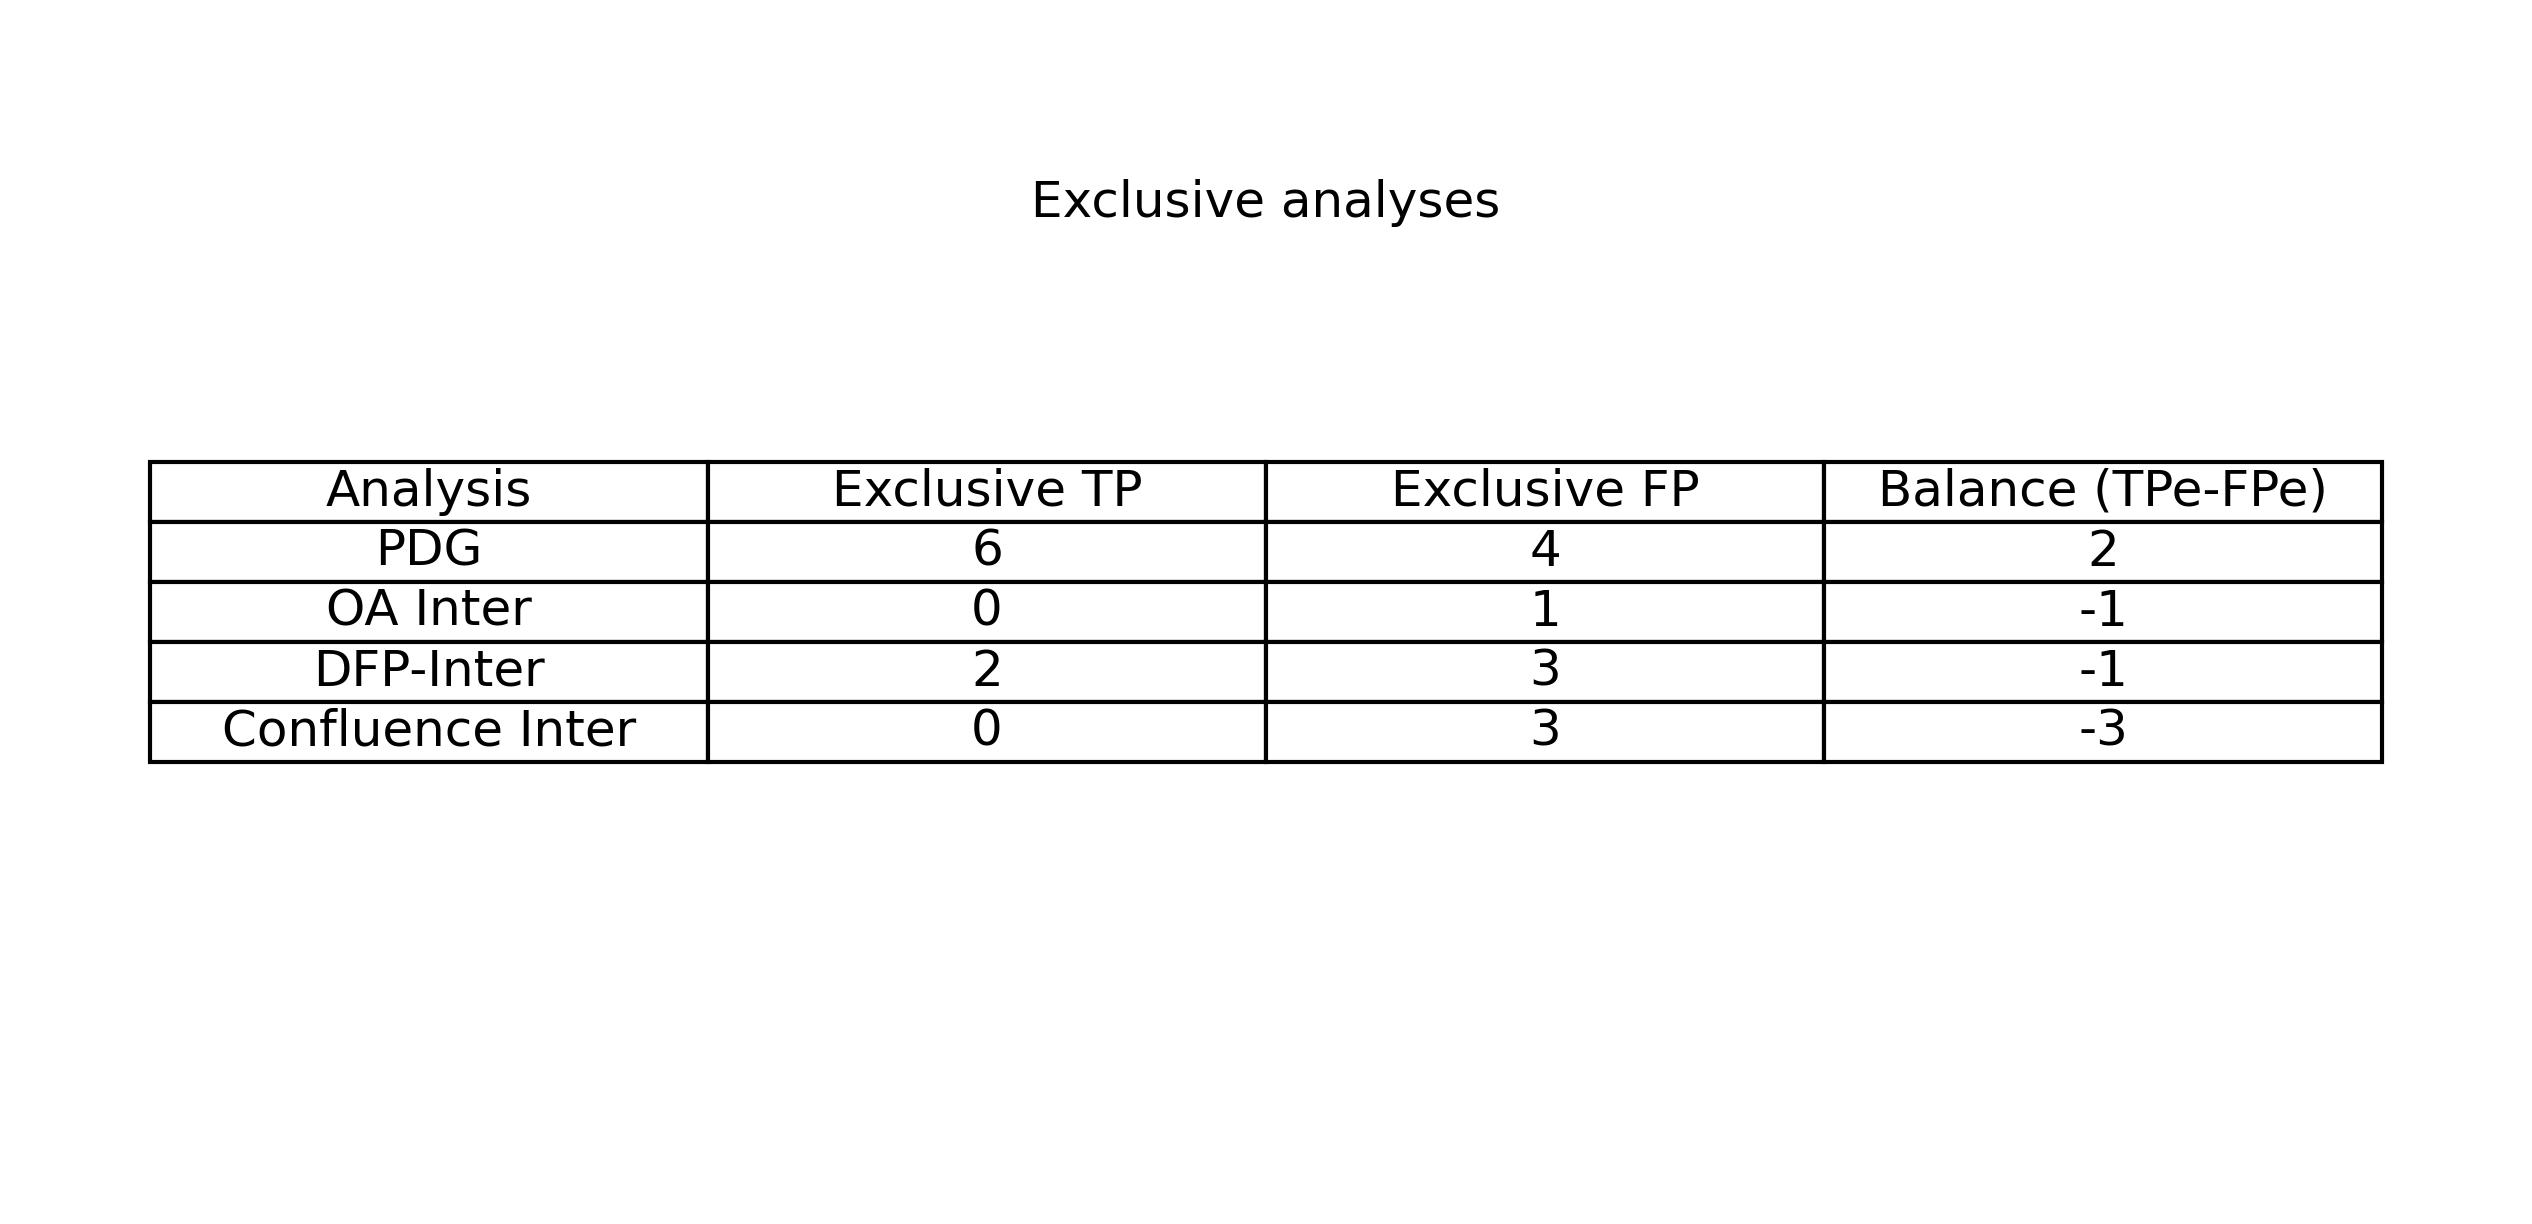 Exclusive analyses
Analysis Exclusive TP Exclusive FP Balance (TPe-FPe)
PDG 6 4 2
OA Inter 0 1 -1
DFP-Inter 2 3 -1
Confluence Inter 0 3 -3